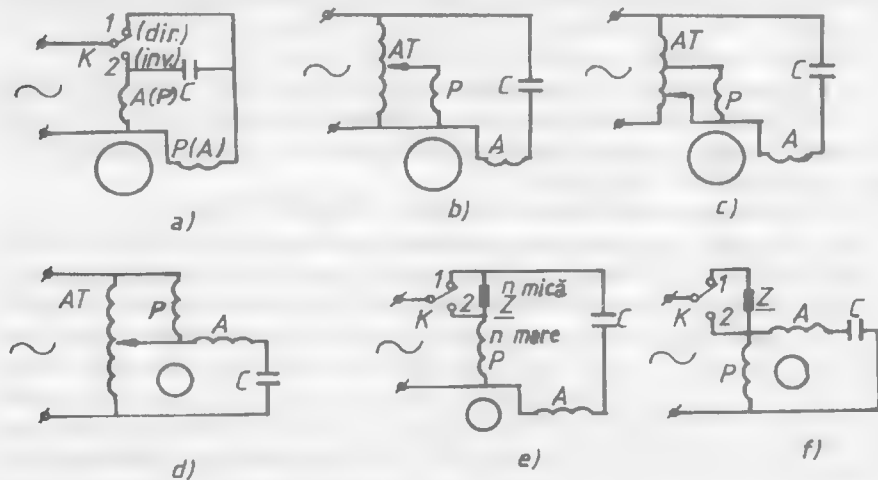 1 (dir.)
K
2 (inv.)
C
A(P)
P(A)
a)
AT
P
C
A
b)
AT
P
C
A
c)
AT
P
A
C
d)
1
n mică
K
2
Z
n mare
P
C
A
e)
1
K
2
Z
A
C
P
f)